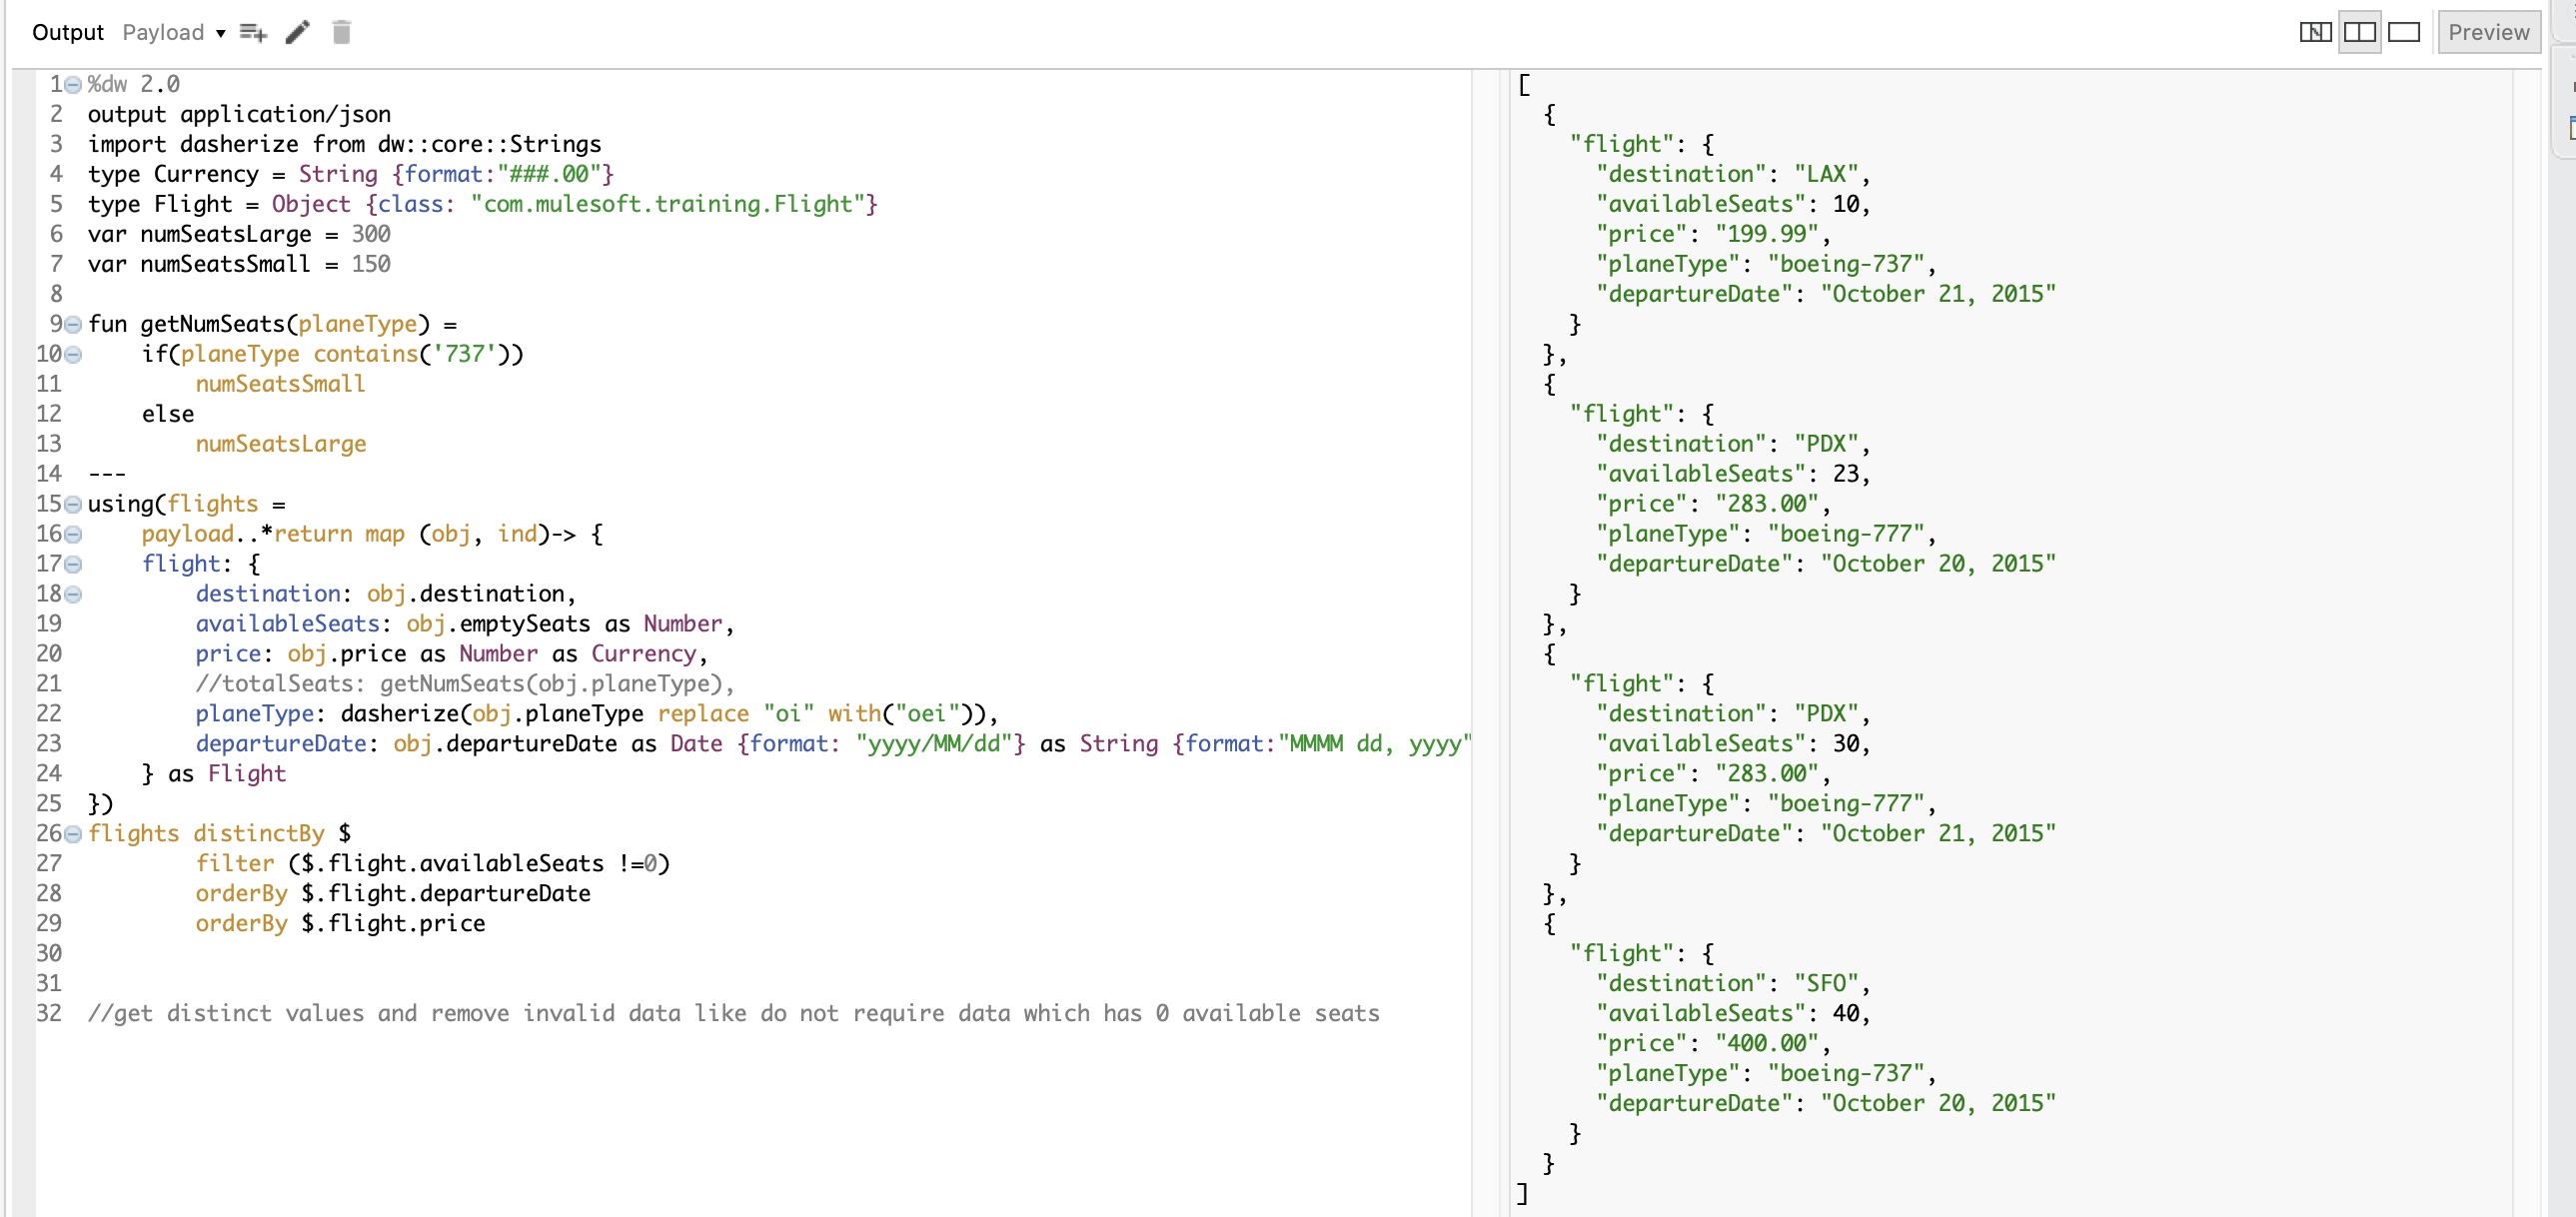 Output Payload Preview
1 %dw 2.0
2 output application/json
3 import dasherize from dw::core::Strings
4 type Currency = String {format:"###.00"}
5 type Flight = Object {class: "com.mulesoft.training.Flight"}
6 var numSeatsLarge = 300
7 var numSeatsSmall = 150
8
9 fun getNumSeats(planeType) =
10 if(planeType contains('737'))
11 numSeatsSmall
12 else
13 numSeatsLarge
14 ---
15 using(flights =
16 payload..*return map (obj, ind)-> {
17 flight: {
18 destination: obj.destination,
19 availableSeats: obj.emptySeats as Number,
20 price: obj.price as Number as Currency,
21 //totalSeats: getNumSeats(obj.planeType),
22 planeType: dasherize(obj.planeType replace "oi" with("oei")),
23 departureDate: obj.departureDate as Date {format: "yyyy/MM/dd"} as String {format:"MMMM dd, yyyy"
24 } as Flight
25 })
26 flights distinctBy $
27 filter ($.flight.availableSeats !=0)
28 orderBy $.flight.departureDate
29 orderBy $.flight.price
30
31
32 //get distinct values and remove invalid data like do not require data which has 0 available seats
[
{
"flight": {
"destination": "LAX",
"availableSeats": 10,
"price": "199.99",
"planeType": "boeing-737",
"departureDate": "October 21, 2015"
}
},
{
"flight": {
"destination": "PDX",
"availableSeats": 23,
"price": "283.00",
"planeType": "boeing-777",
"departureDate": "October 20, 2015"
}
},
{
"flight": {
"destination": "PDX",
"availableSeats": 30,
"price": "283.00",
"planeType": "boeing-777",
"departureDate": "October 21, 2015"
}
},
{
"flight": {
"destination": "SFO",
"availableSeats": 40,
"price": "400.00",
"planeType": "boeing-737",
"departureDate": "October 20, 2015"
}
}
]